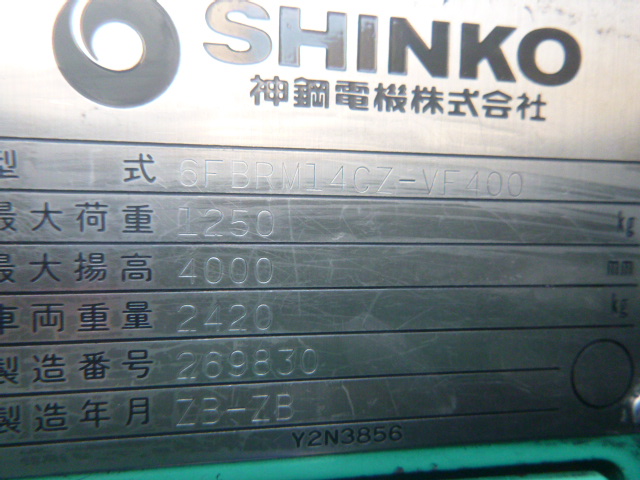 SHINKO
神鋼電機株式会社
型 式 6FBRM14CZ-VF400
最大荷重 1250 kg
最大揚高 4000 mm
車両重量 2420 kg
製造番号 269830
製造年月 ZB-ZB
Y2N3856